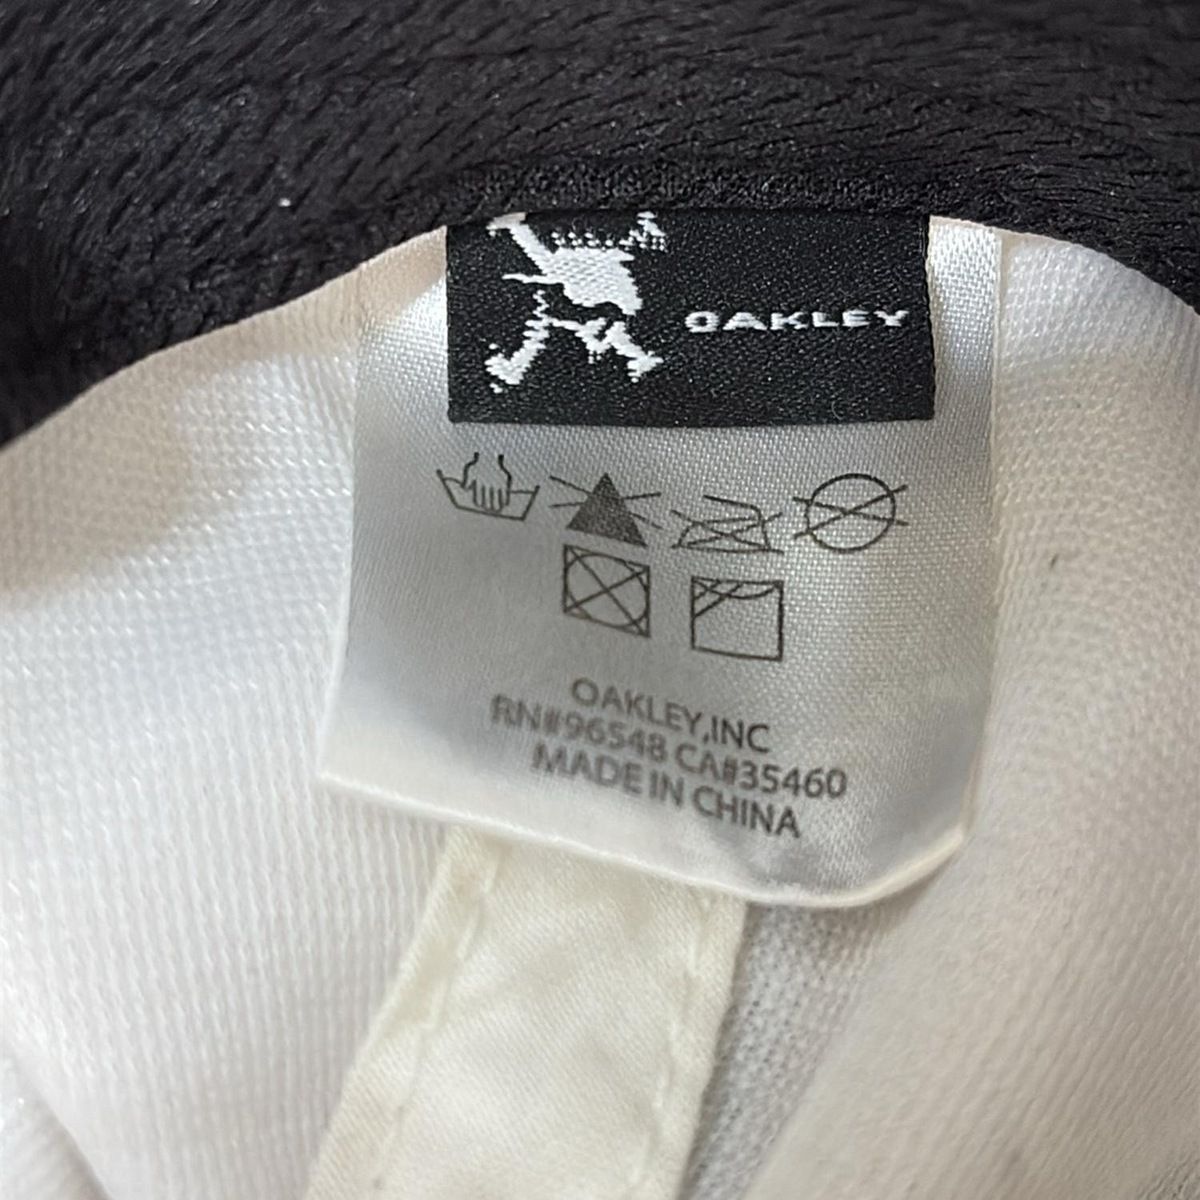 OAKLEY
OAKLEY,INC
RN#96548 CA#35460
MADE IN CHINA